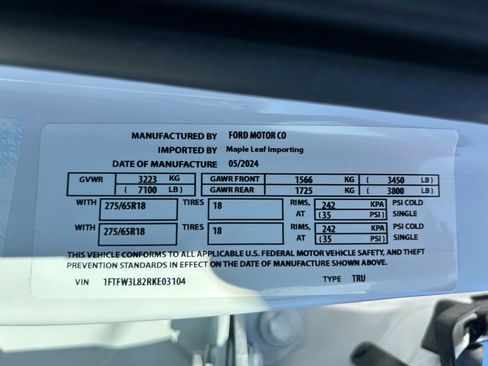 MANUFACTURED BY FORD MOTOR CO
IMPORTED BY Maple Leaf Importing
DATE OF MANUFACTURE 05/2024
GVWR 3223 KG GAWR FRONT 1566 KG ( 3450 LB)
( 7100 LB) GAWR REAR 1725 ( 3800 LB)
WITH 275/65R18 TIRES 18 RIMS, 242 KPA PSI COLD
AT (35 PSI) SINGLE
WITH 275/65R18 TIRES 18 RIMS, 242 KPA PSI COLD
AT (35 PSI) SINGLE
THIS VEHICLE CONFORMS TO ALL APPLICABLE U.S. FEDERAL MOTOR VEHICLE SAFETY, AND THEFT
PREVENTION STANDARDS IN EFFECT ON THE DATE OF MANUFACTURE SHOWN ABOVE.
VIN 1FTFW3L82RKE03104 TYPE TRU